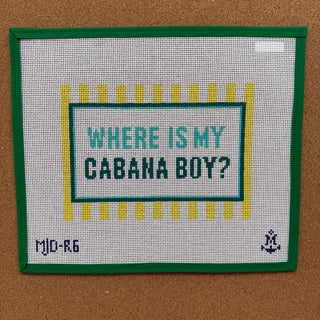 WHERE IS MY
CABANA BOY?
MJD-R6
M